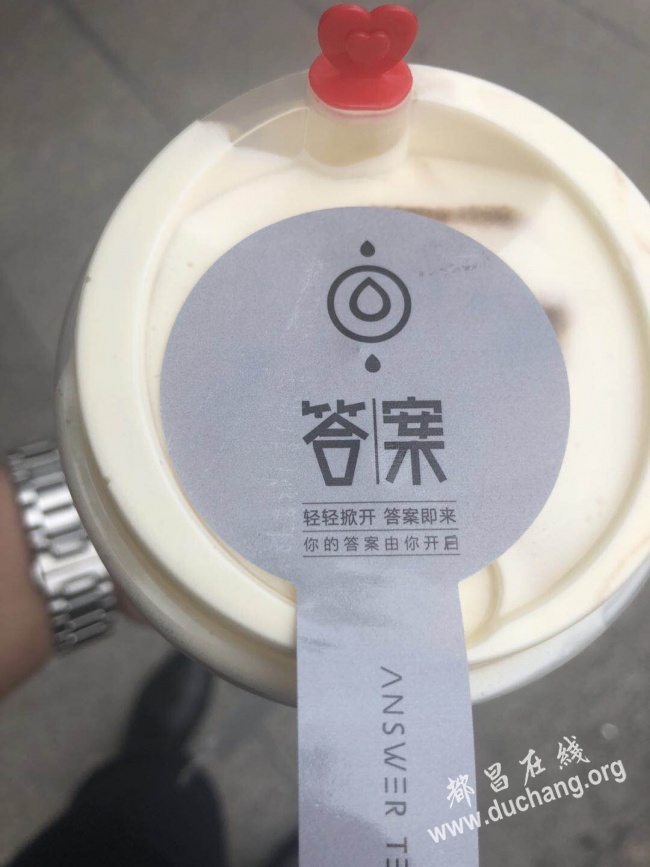 答案
轻轻掀开 答案即来
你的答案由你开启
ANSWER TE
都昌在线
www.duchang.org